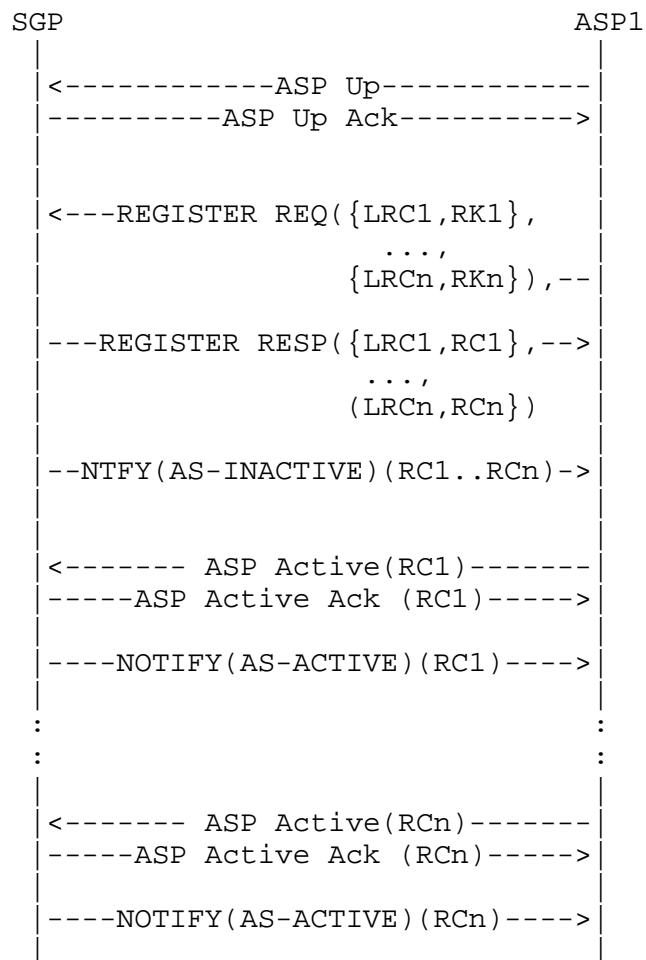 SGP ASP1
<------------ASP Up------------
----------ASP Up Ack---------->
<---REGISTER REQ({LRC1,RK1},
...,
{LRCn,RKn}),--
---REGISTER RESP({LRC1,RC1},-->
...,
(LRCn,RCn})
--NTFY(AS-INACTIVE)(RC1..RCn)->
<------- ASP Active(RC1)-------
-----ASP Active Ack (RC1)----->
----NOTIFY(AS-ACTIVE)(RC1)---->
: :
: :
<------- ASP Active(RCn)-------
-----ASP Active Ack (RCn)----->
----NOTIFY(AS-ACTIVE)(RCn)---->